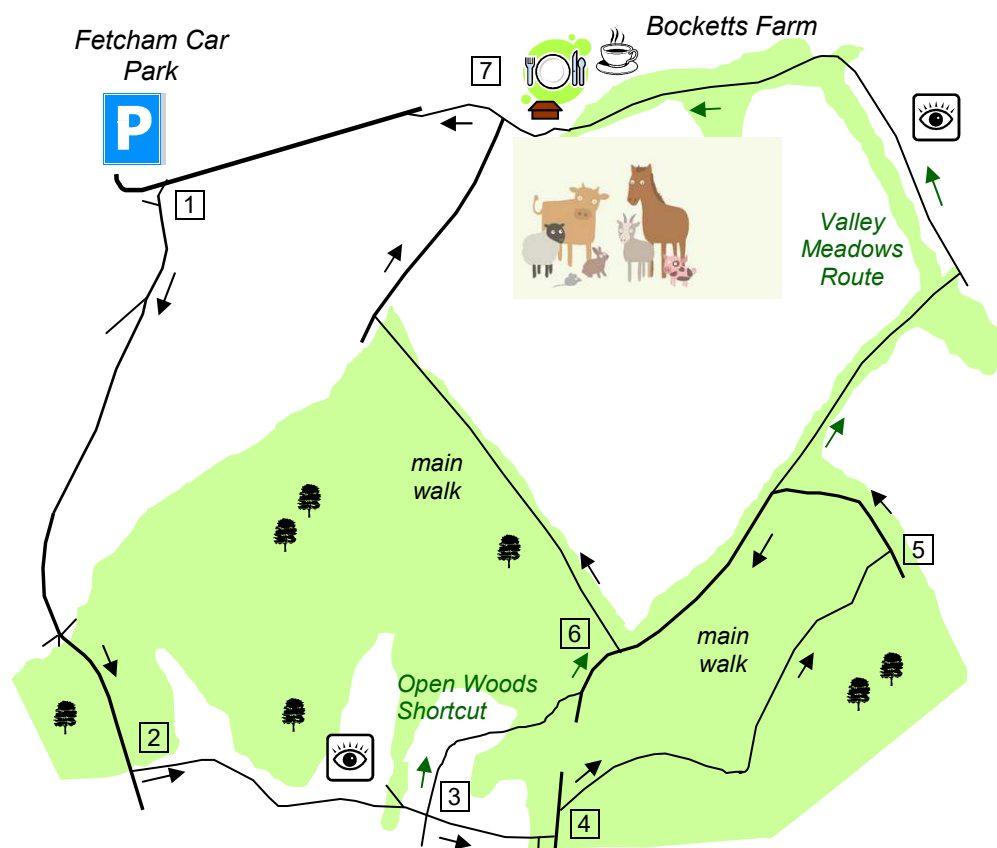 Fetcham Car
Park
P
Bocketts Farm
7
1
Valley
Meadows
Route
main
walk
5
6
main
walk
Open Woods
Shortcut
2
3
4